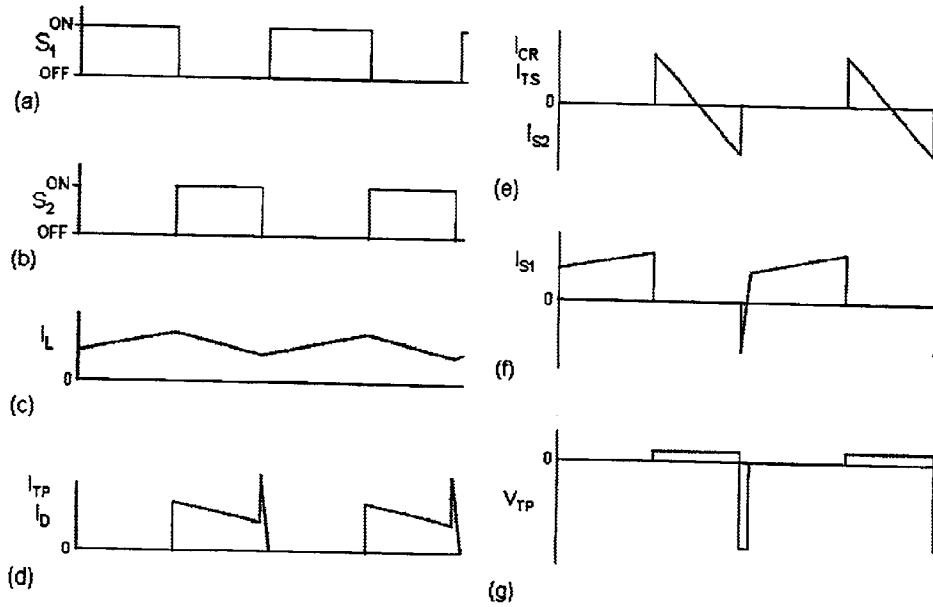 ON
S1
OFF
(a)
ON
S2
OFF
(b)
IL
0
(c)
ITP
ID
0
(d)
ICR
ITS
0
IS2
(e)
IS1
0
(f)
0
VTP
(g)